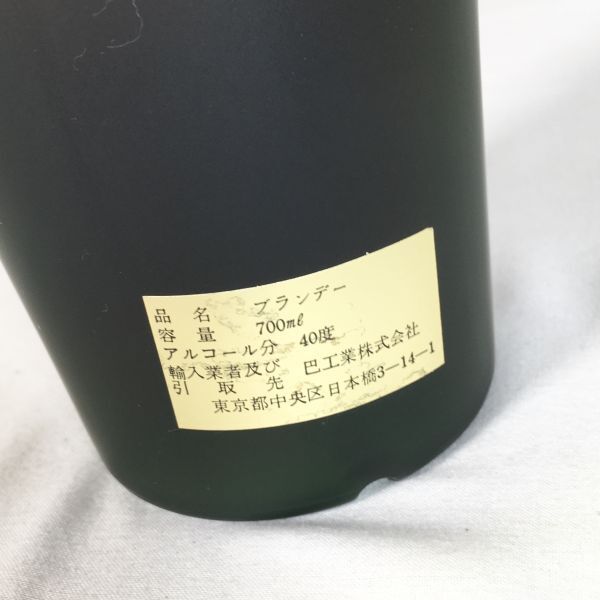 品名 ブランデー
容量 700ml
アルコール分 40度
輸入業者及び 巴工業株式会社
引取先 東京都中央区日本橋3-14-1